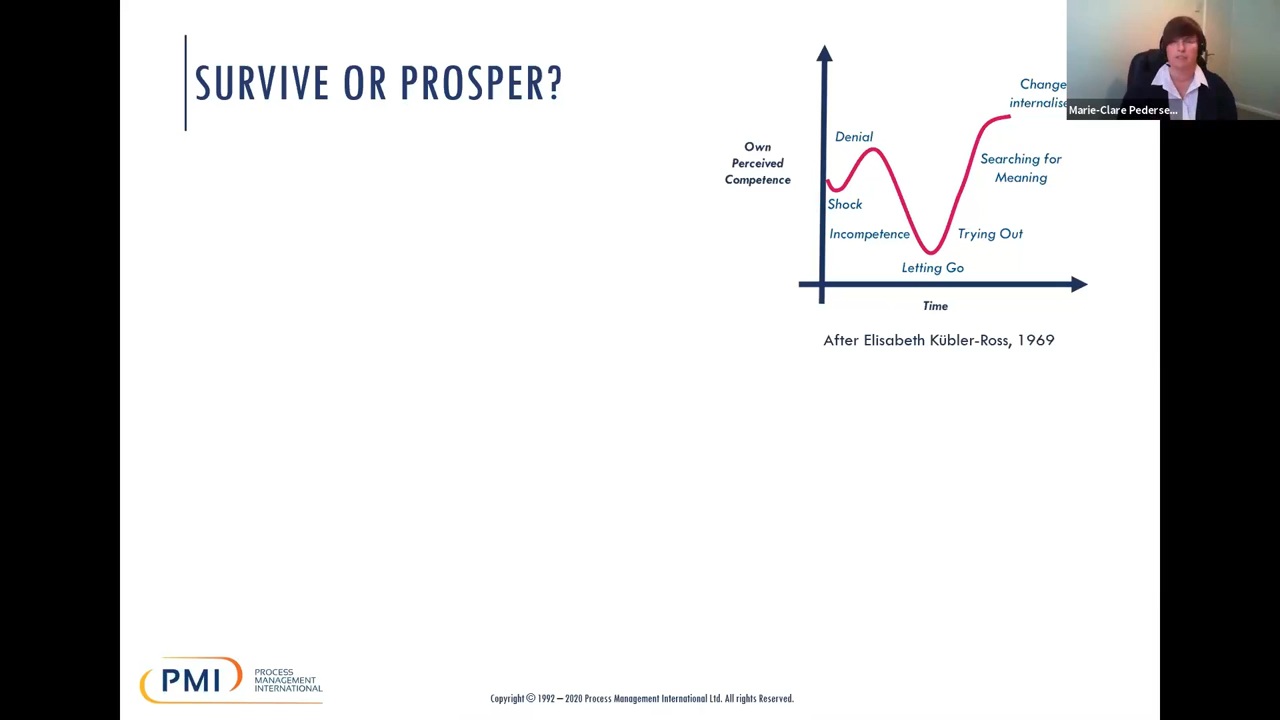 SURVIVE OR PROSPER?
Change
internalise
Marie-Clare Pederse...
Denial
Own
Perceived
Competence
Searching for
Meaning
Shock
Incompetence
Trying Out
Letting Go
Time
After Elisabeth Kübler-Ross, 1969
PMI
PROCESS
MANAGEMENT
INTERNATIONAL
Copyright © 1992 – 2020 Process Management International Ltd. All rights Reserved.